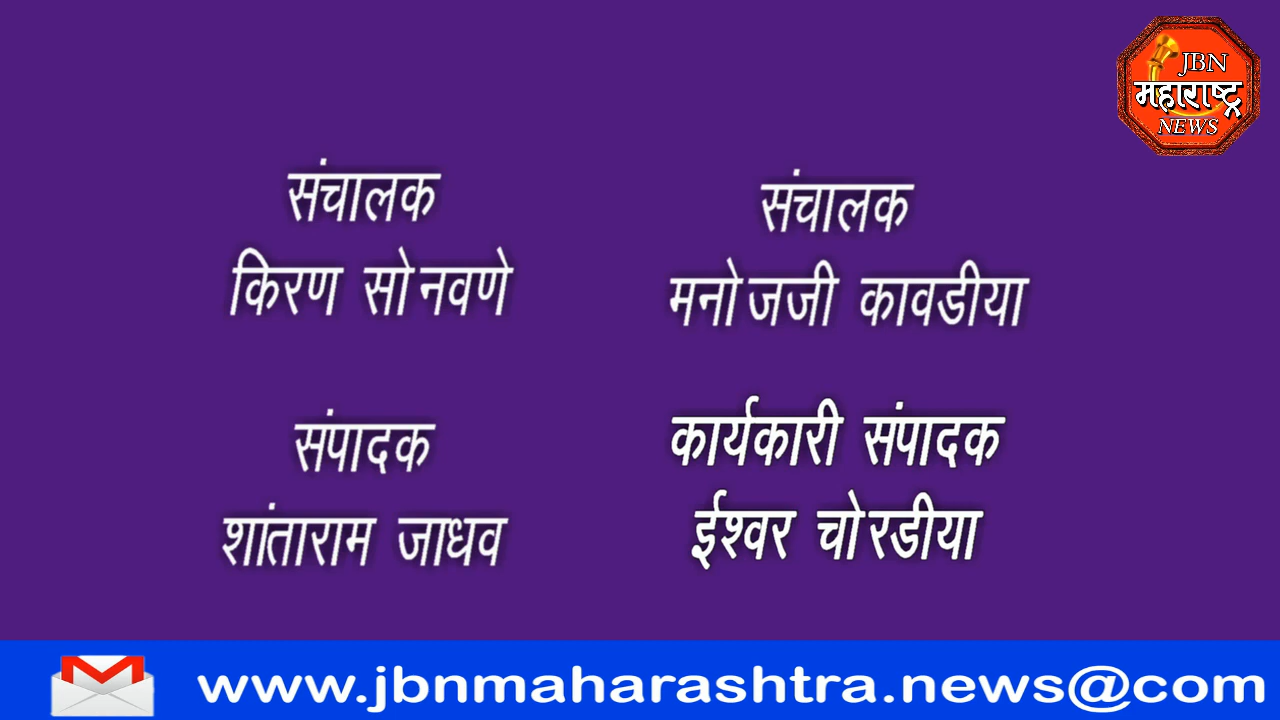 JBN
महाराष्ट्र
NEWS
संचालक
किरण सोनवणे
संचालक
मनोजजी कावडीया
संपादक
शांताराम जाधव
कार्यकारी संपादक
ईश्वर चोरडीया
www.jbnmaharashtra.news@com